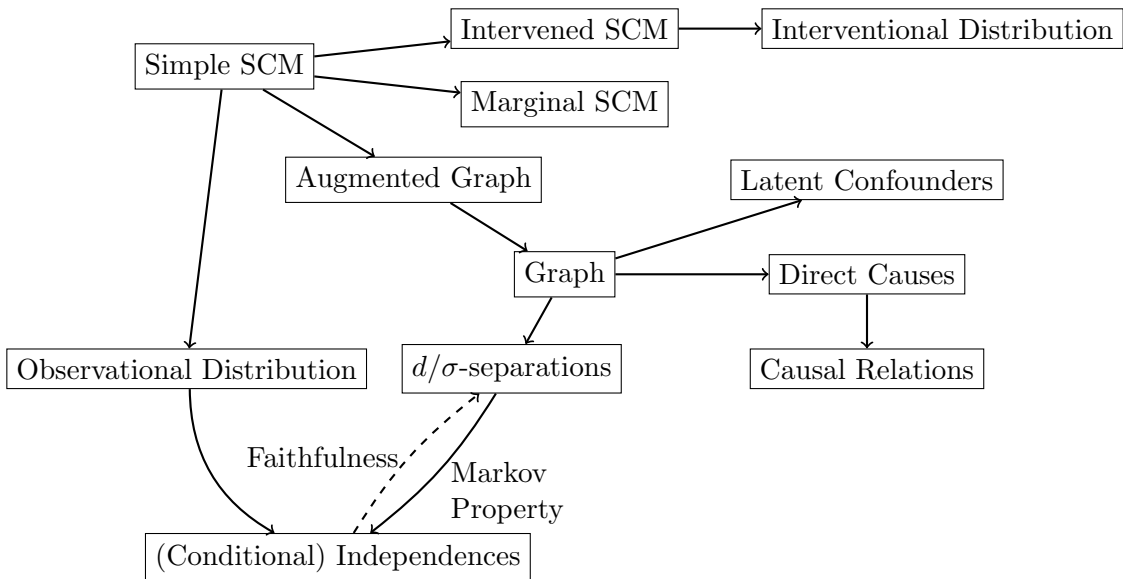 Intervened SCM
Interventional Distribution
Simple SCM
Marginal SCM
Augmented Graph
Latent Confounders
Graph
Direct Causes
Observational Distribution
d/σ-separations
Causal Relations
Faithfulness
Markov
Property
(Conditional) Independences